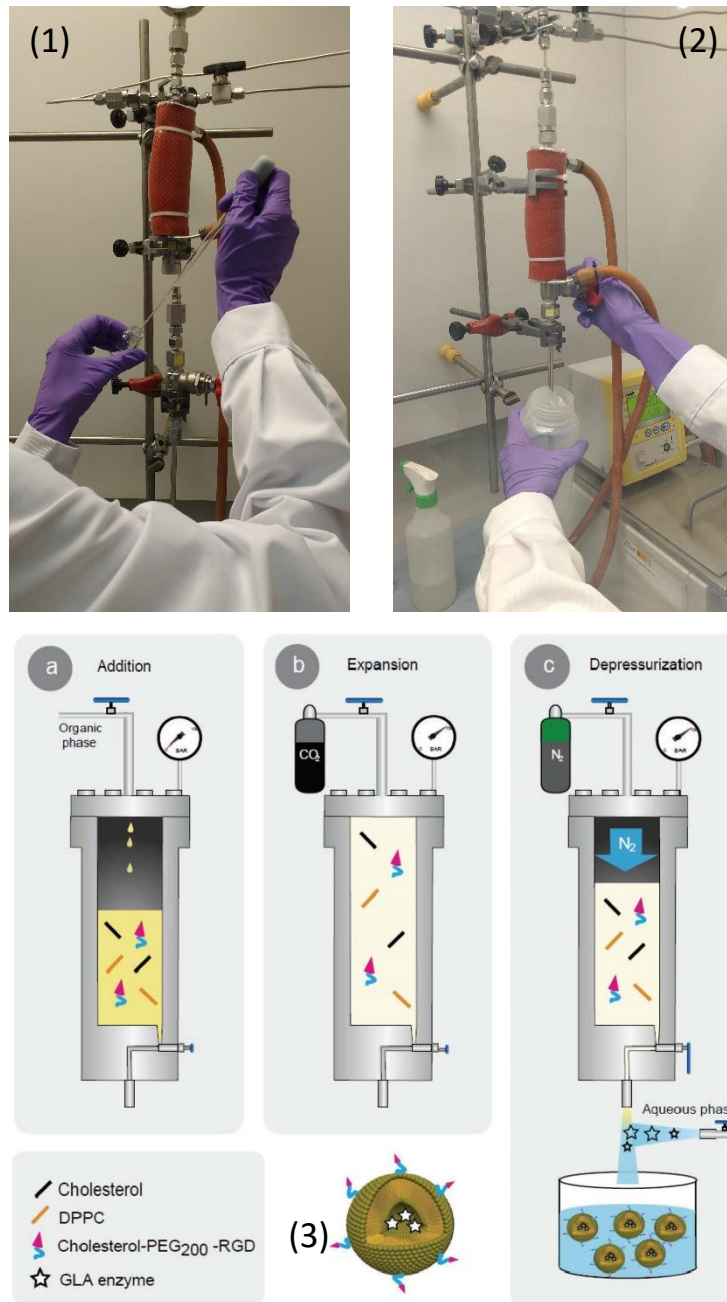 (1)
(2)
a Addition
b Expansion
c Depressurization
Organic
phase
BAR
CO2
BAR
N2
BAR
N2
Aqueous phas
Cholesterol
DPPC
Cholesterol-PEG200 -RGD
GLA enzyme
(3)